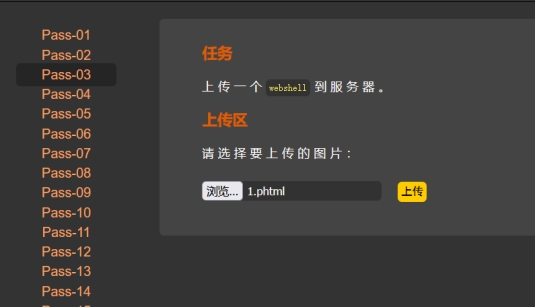 Pass-01
Pass-02
Pass-03
Pass-04
Pass-05
Pass-06
Pass-07
Pass-08
Pass-09
Pass-10
Pass-11
Pass-12
Pass-13
Pass-14
任务
上传一个 webshell 到服务器。
上传区
请选择要上传的图片：
浏览... 1.phtml 上传